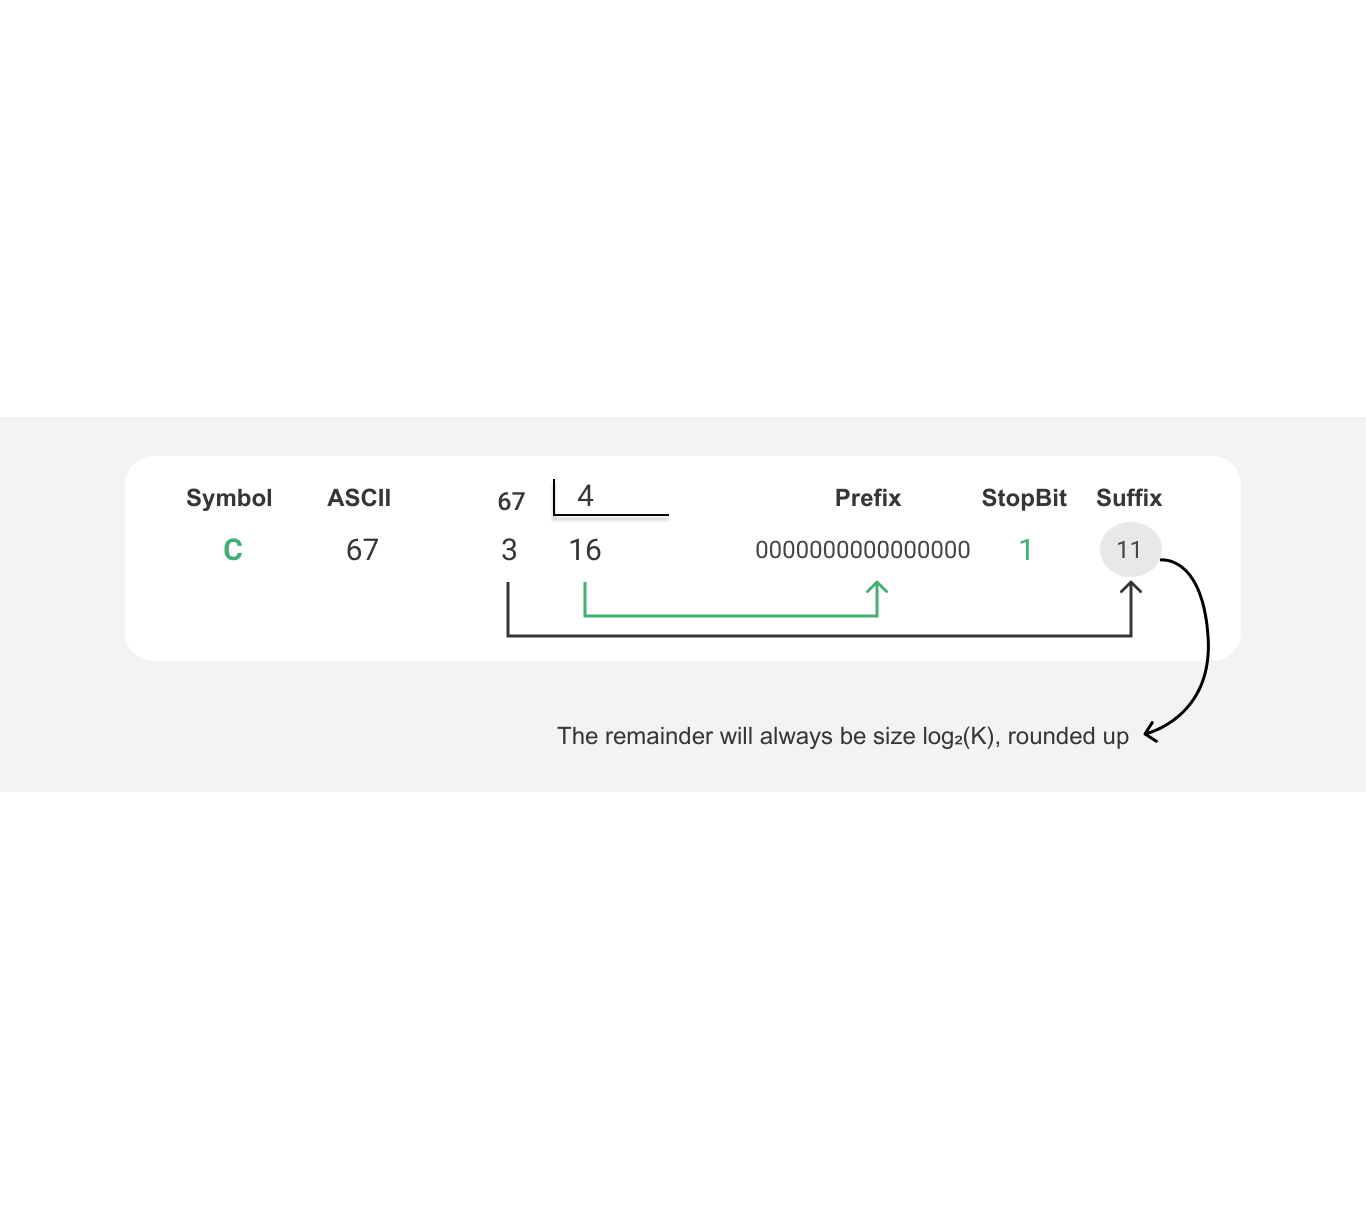 Symbol ASCII 67 4 Prefix StopBit Suffix
C 67 3 16 0000000000000000 1 11
The remainder will always be size log₂(K), rounded up